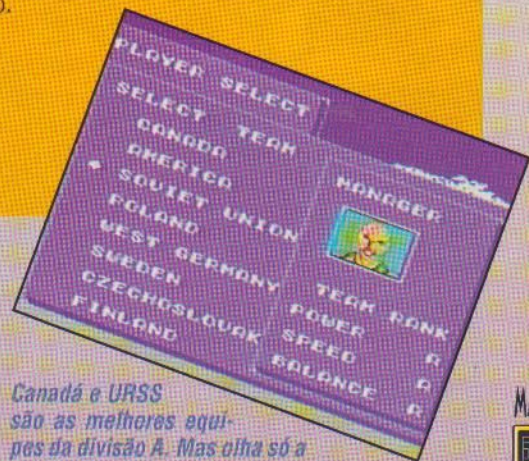 o.
PLAYER SELECT
SELECT TEAM
CANADA
AMERICA
SOVIET UNION
POLAND
WEST GERMANY
SWEDEN
CZECHOSLOVAK
FINLAND
MANAGER
TEAM RANK
POWER A
SPEED A
BALANCE A
Canadá e URSS
são as melhores equi-
pes da divisão A. Mas olha só a